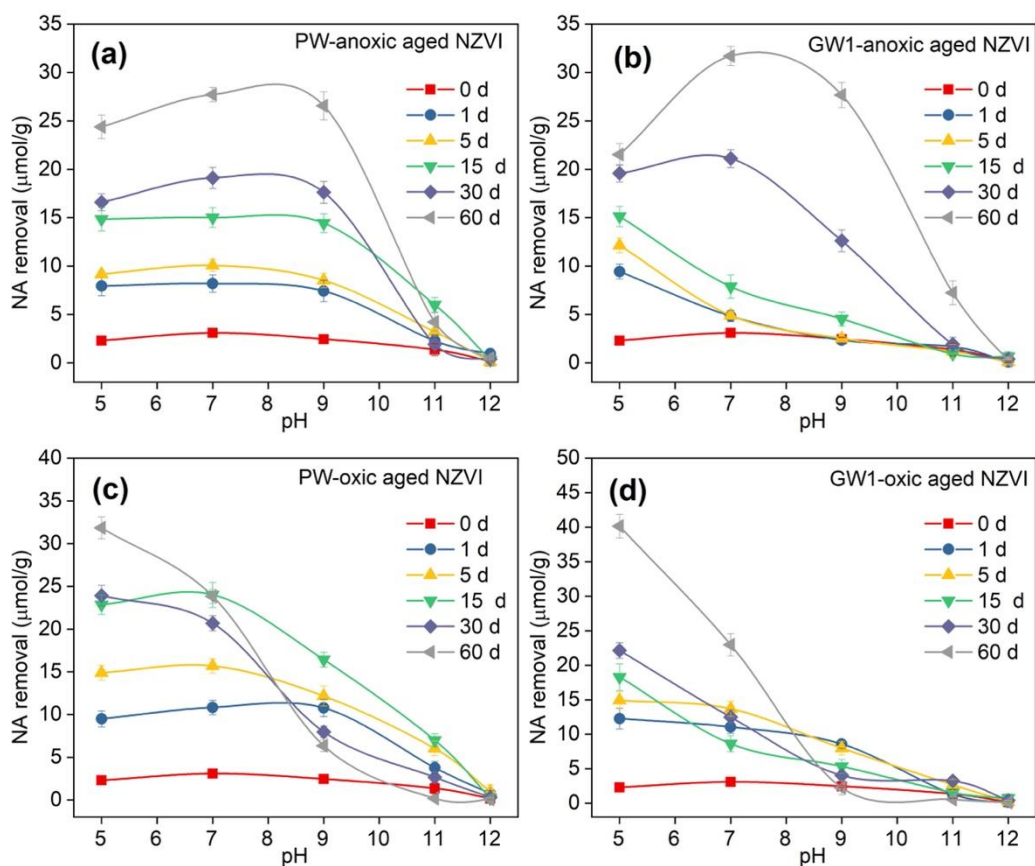 (a)
PW-anoxic aged NZVI
0 d
1 d
5 d
15 d
30 d
60 d
NA removal (μmol/g)
35
30
25
20
15
10
5
0
5 6 7 8 9 10 11 12
pH
(b)
GW1-anoxic aged NZVI
0 d
1 d
5 d
15 d
30 d
60 d
NA removal (μmol/g)
35
30
25
20
15
10
5
0
5 6 7 8 9 10 11 12
pH
(c)
PW-oxic aged NZVI
0 d
1 d
5 d
15 d
30 d
60 d
NA removal (μmol/g)
40
35
30
25
20
15
10
5
0
5 6 7 8 9 10 11 12
pH
(d)
GW1-oxic aged NZVI
0 d
1 d
5 d
15 d
30 d
60 d
NA removal (μmol/g)
50
45
40
35
30
25
20
15
10
5
0
5 6 7 8 9 10 11 12
pH